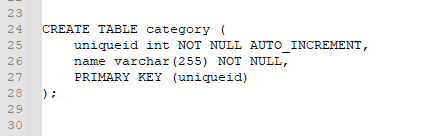 23
24 CREATE TABLE category (
25     uniqueid int NOT NULL AUTO_INCREMENT,
26     name varchar(255) NOT NULL,
27     PRIMARY KEY (uniqueid)
28 );
29
30